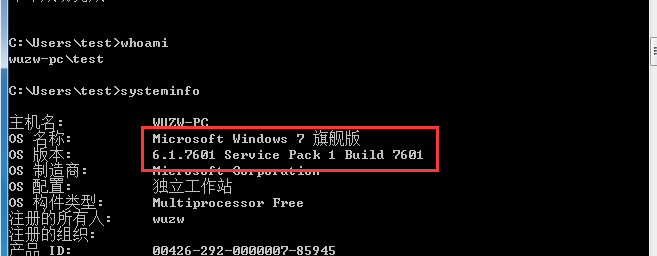 C:\Users\test>whoami
wuzw-pc\test
C:\Users\test>systeminfo
主机名: WUZW-PC
OS 名称: Microsoft Windows 7 旗舰版
OS 版本: 6.1.7601 Service Pack 1 Build 7601
OS 制造商: Microsoft Corporation
OS 配置: 独立工作站
OS 构件类型: Multiprocessor Free
注册的所有人: wuzw
注册的组织:
产品 ID: 00426-292-0000007-85945